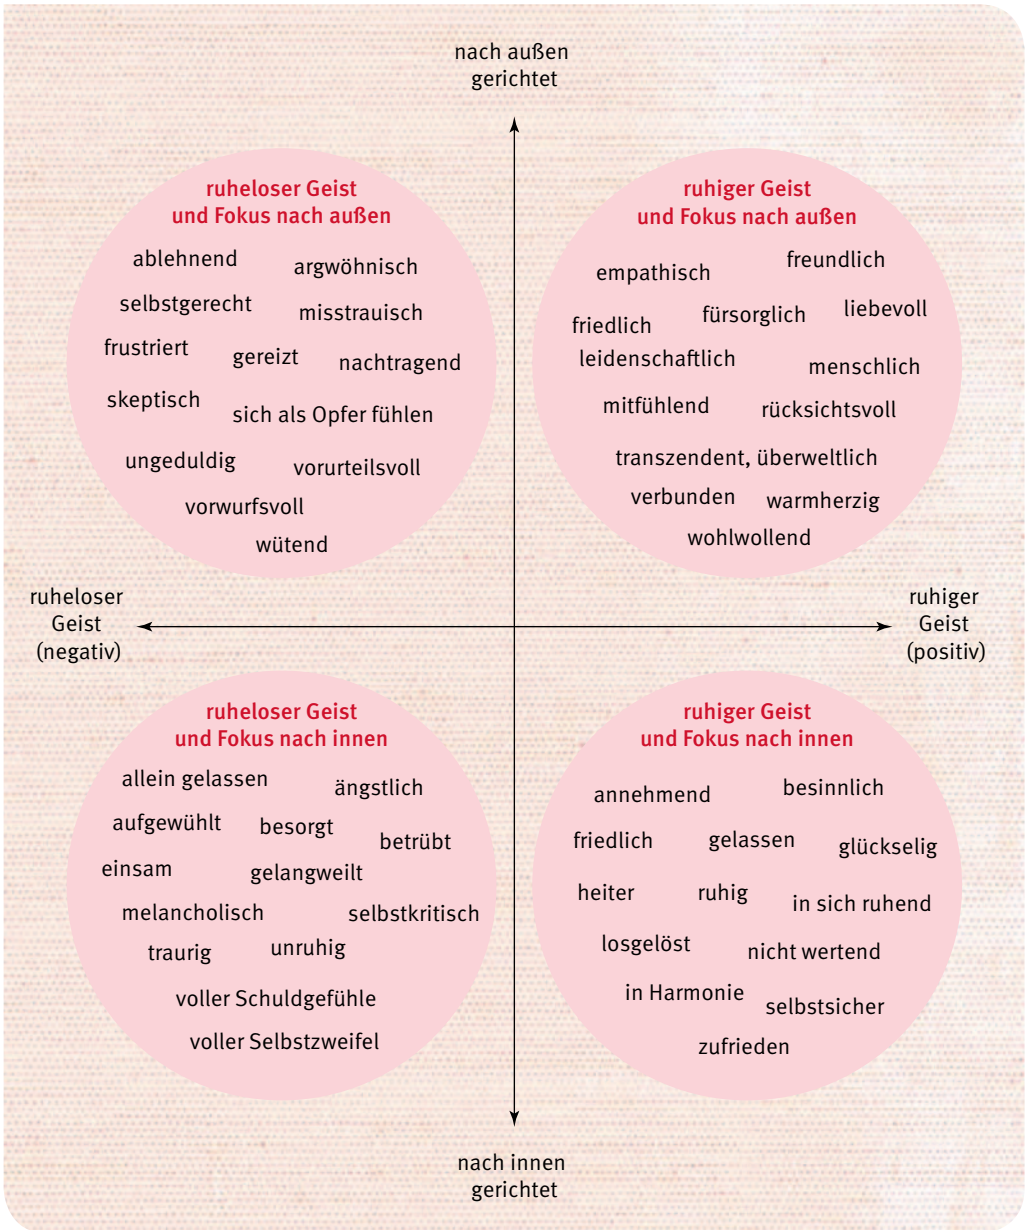 nach außen
gerichtet
ruheloser Geist
und Fokus nach außen
ablehnend argwöhnisch
selbstgerecht misstrauisch
frustriert gereizt nachtragend
skeptisch sich als Opfer fühlen
ungeduldig vorurteilsvoll
vorwurfsvoll
wütend
ruhiger Geist
und Fokus nach außen
empathisch freundlich
friedlich fürsorglich liebevoll
leidenschaftlich menschlich
mitfühlend rücksichtsvoll
transzendent, überweltlich
verbunden warmherzig
wohlwollend
ruheloser
Geist
(negativ)
ruhiger
Geist
(positiv)
ruheloser Geist
und Fokus nach innen
allein gelassen ängstlich
aufgewühlt besorgt betrübt
einsam gelangweilt
melancholisch selbstkritisch
traurig unruhig
voller Schuldgefühle
voller Selbstzweifel
ruhiger Geist
und Fokus nach innen
annehmend besinnlich
friedlich gelassen glückselig
heiter ruhig in sich ruhend
losgelöst nicht wertend
in Harmonie selbstsicher
zufrieden
nach innen
gerichtet